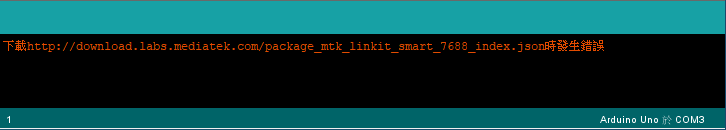 下載http://download.labs.mediatek.com/package_mtk_linkit_smart_7688_index.json時發生錯誤
1
Arduino Uno 於 COM3